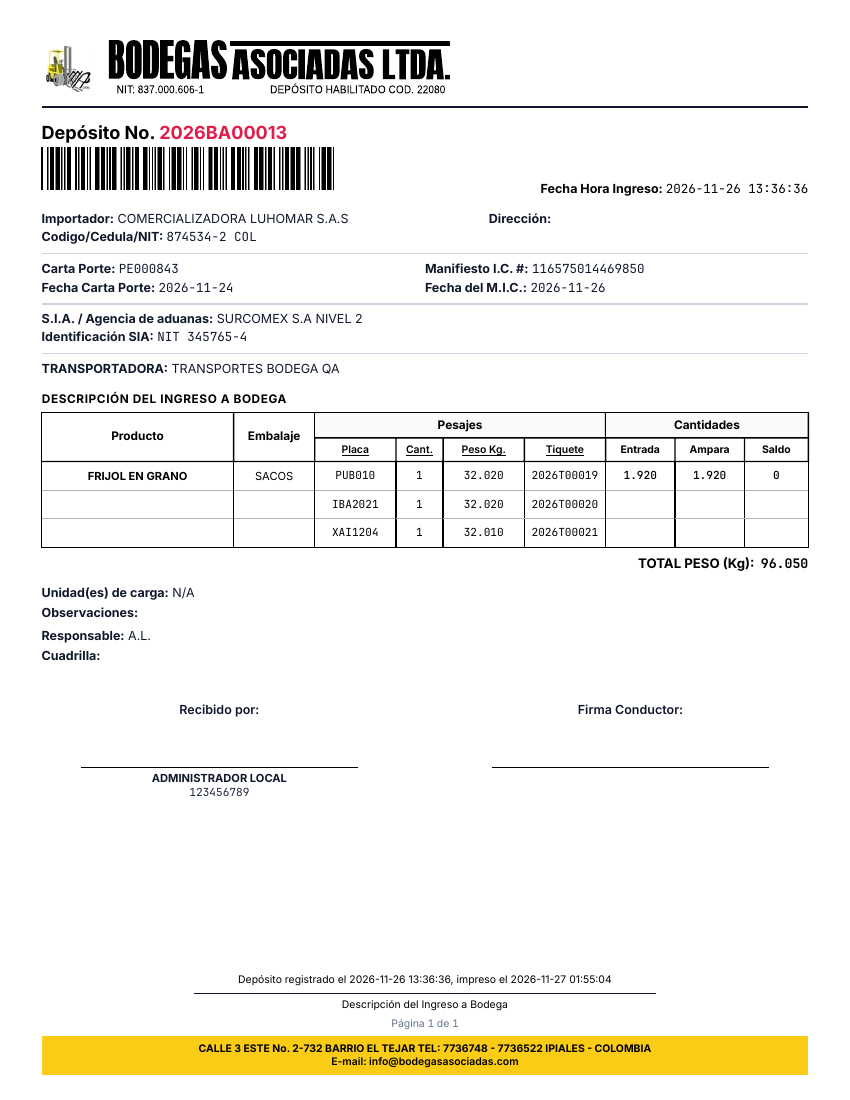 BODEGAS ASOCIADAS LTDA.
NIT: 837.000.606-1 DEPÓSITO HABILITADO COD. 22080
Depósito No. 2026BA00013
Fecha Hora Ingreso: 2026-11-26 13:36:36
Importador: COMERCIALIZADORA LUHOMAR S.A.S Dirección:
Codigo/Cedula/NIT: 874534-2 COL
Carta Porte: PE000843 Manifiesto I.C. #: 116575014469850
Fecha Carta Porte: 2026-11-24 Fecha del M.I.C.: 2026-11-26
S.I.A. / Agencia de aduanas: SURCOMEX S.A NIVEL 2
Identificación SIA: NIT 345765-4
TRANSPORTADORA: TRANSPORTES BODEGA QA
DESCRIPCIÓN DEL INGRESO A BODEGA
Producto Embalaje Pesajes Cantidades
Placa Cant. Peso Kg. Tiquete Entrada Ampara Saldo
FRIJOL EN GRANO SACOS PUB010 1 32.020 2026T00019 1.920 1.920 0
IBA2021 1 32.020 2026T00020
XAI1204 1 32.010 2026T00021
TOTAL PESO (Kg): 96.050
Unidad(es) de carga: N/A
Observaciones:
Responsable: A.L.
Cuadrilla:
Recibido por: Firma Conductor:
ADMINISTRADOR LOCAL
123456789
Depósito registrado el 2026-11-26 13:36:36, impreso el 2026-11-27 01:55:04
Descripción del Ingreso a Bodega
Página 1 de 1
CALLE 3 ESTE No. 2-732 BARRIO EL TEJAR TEL: 7736748 - 7736522 IPIALES - COLOMBIA
E-mail: info@bodegasasociadas.com